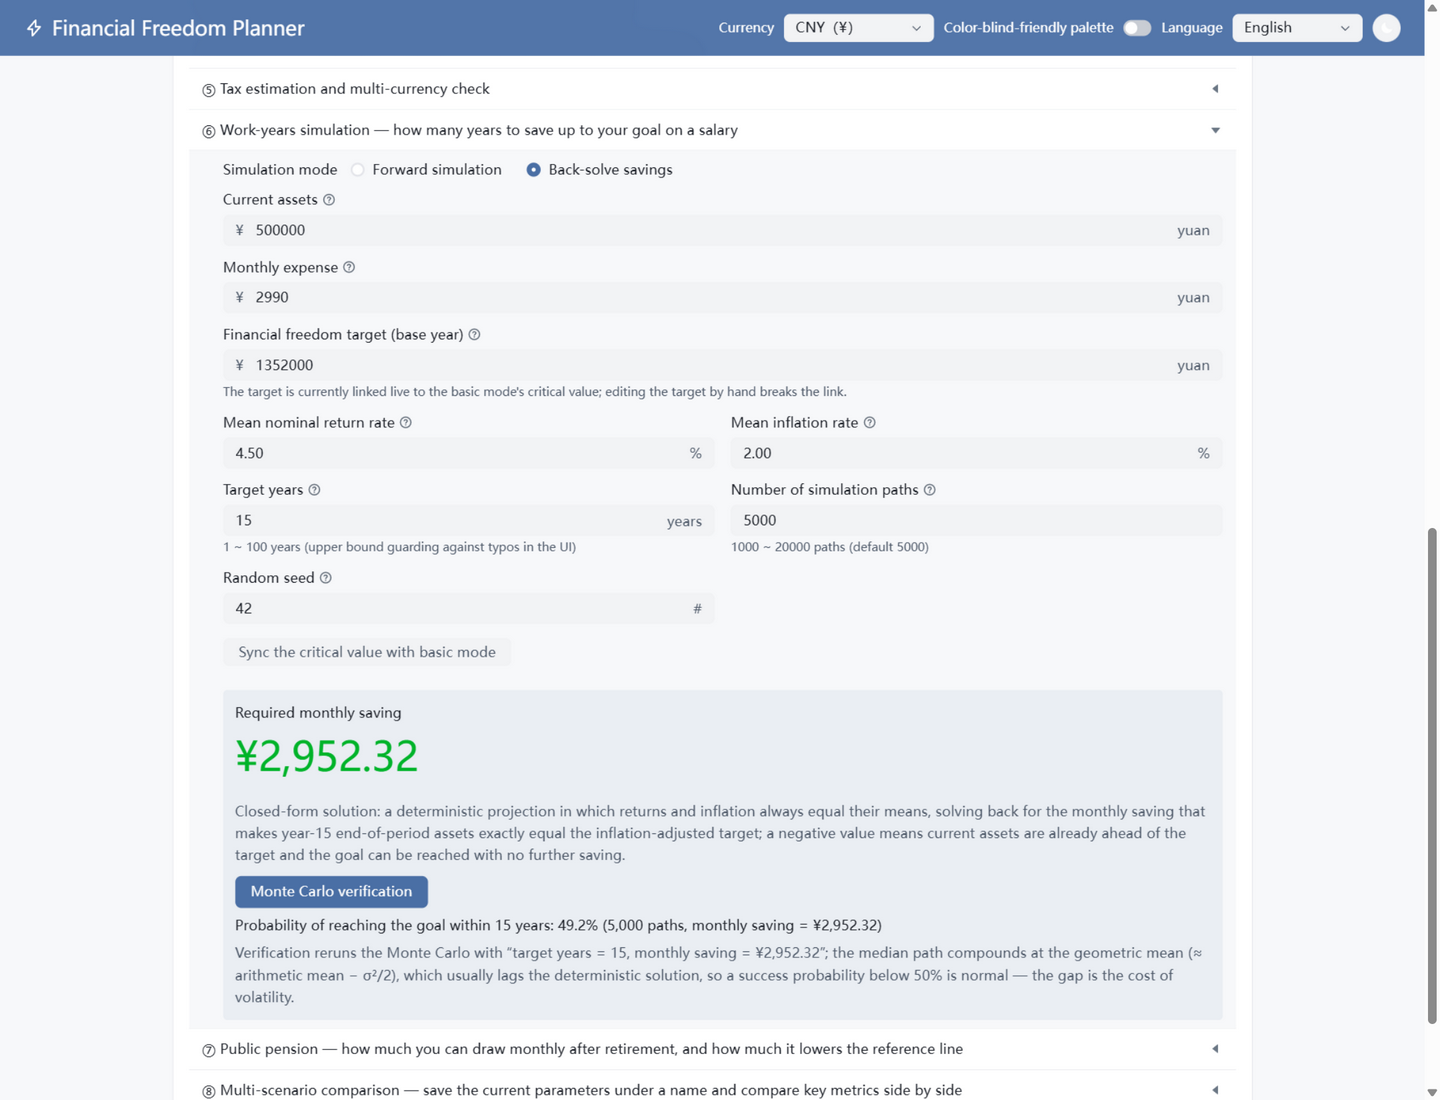 Financial Freedom Planner
Currency
CNY (¥)
Color-blind-friendly palette
Language
English
⑤ Tax estimation and multi-currency check
⑥ Work-years simulation — how many years to save up to your goal on a salary
Simulation mode
Forward simulation
Back-solve savings
Current assets
¥ 500000 yuan
Monthly expense
¥ 2990 yuan
Financial freedom target (base year)
¥ 1352000 yuan
The target is currently linked live to the basic mode's critical value; editing the target by hand breaks the link.
Mean nominal return rate
4.50 %
Mean inflation rate
2.00 %
Target years
15 years
1 ~ 100 years (upper bound guarding against typos in the UI)
Number of simulation paths
5000
1000 ~ 20000 paths (default 5000)
Random seed
42 #
Sync the critical value with basic mode
Required monthly saving
¥2,952.32
Closed-form solution: a deterministic projection in which returns and inflation always equal their means, solving back for the monthly saving that
makes year-15 end-of-period assets exactly equal the inflation-adjusted target; a negative value means current assets are already ahead of the
target and the goal can be reached with no further saving.
Monte Carlo verification
Probability of reaching the goal within 15 years: 49.2% (5,000 paths, monthly saving = ¥2,952.32)
Verification reruns the Monte Carlo with “target years = 15, monthly saving = ¥2,952.32”; the median path compounds at the geometric mean (≈
arithmetic mean − σ²/2), which usually lags the deterministic solution, so a success probability below 50% is normal — the gap is the cost of
volatility.
⑦ Public pension — how much you can draw monthly after retirement, and how much it lowers the reference line
⑧ Multi-scenario comparison — save the current parameters under a name and compare key metrics side by side